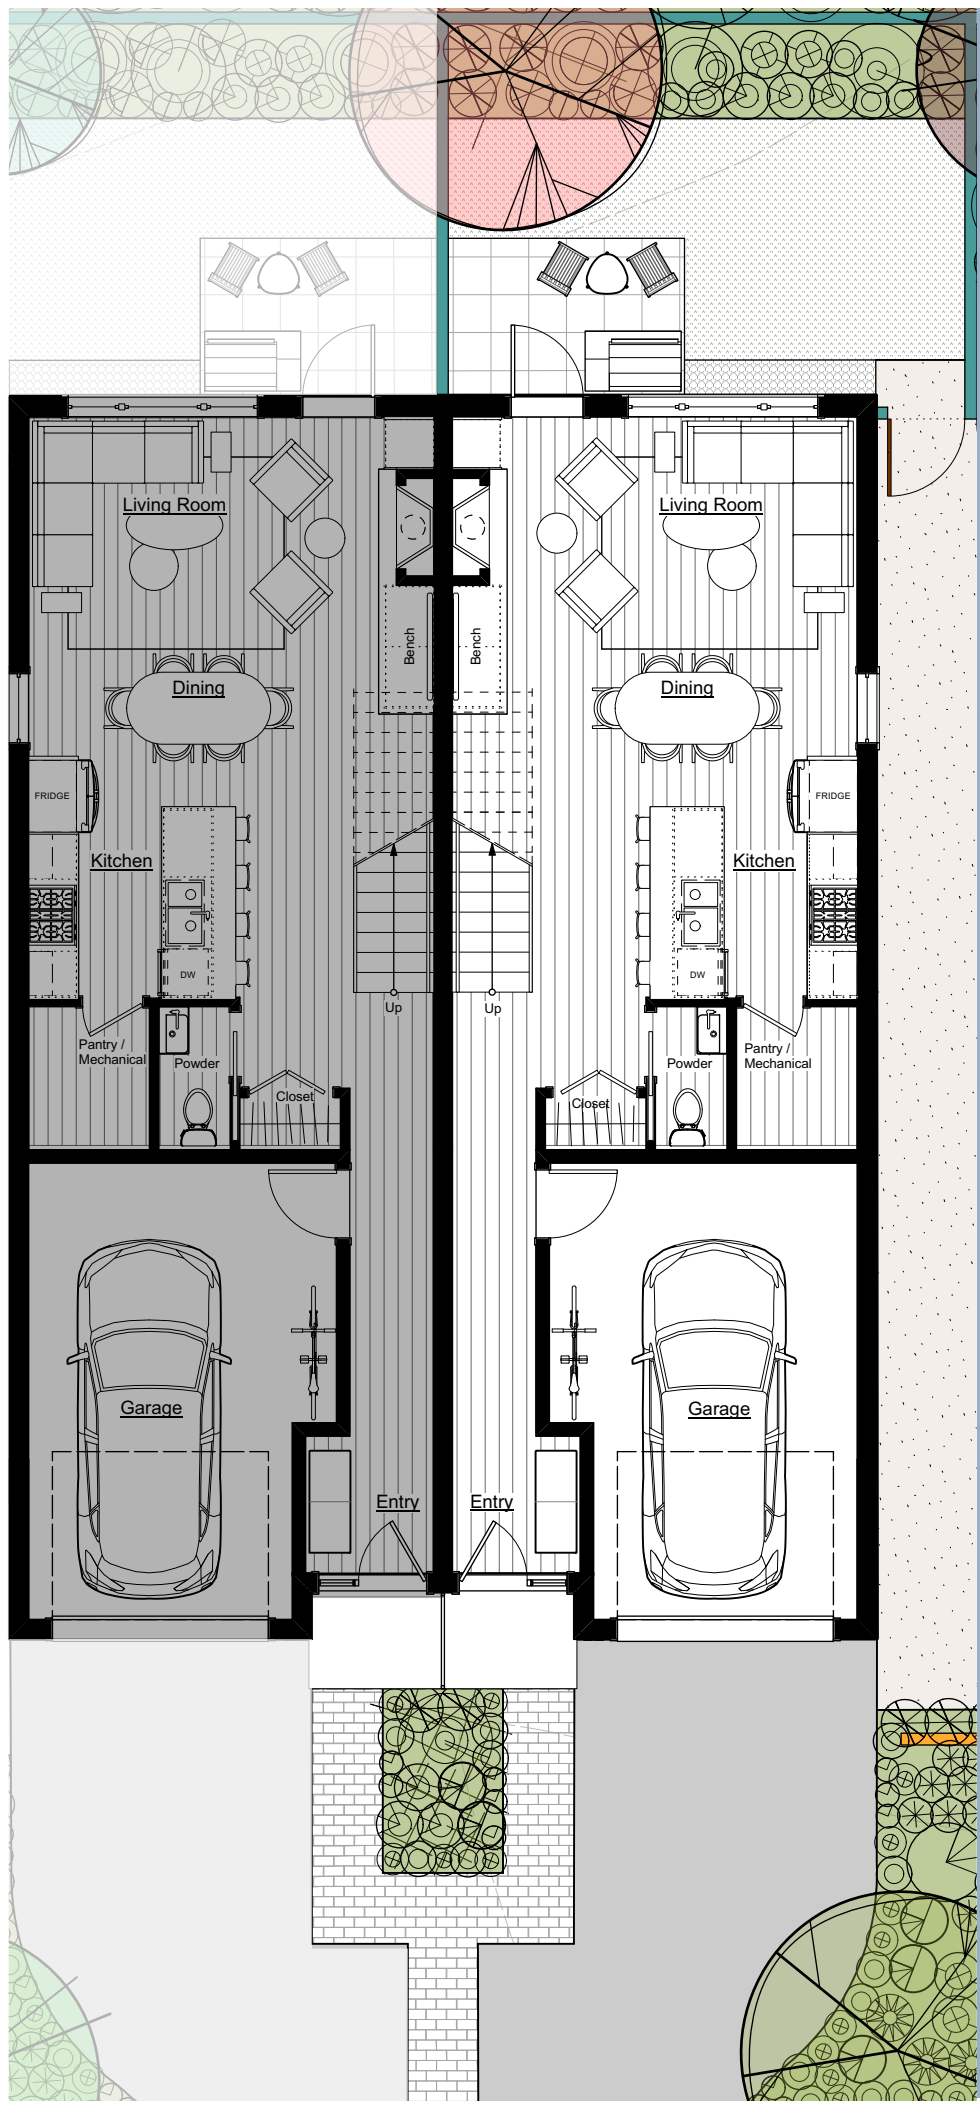 Living Room
Living Room
Bench
Bench
Dining
Dining
FRIDGE
FRIDGE
Kitchen
Kitchen
DW
DW
Up
Up
Pantry /
Mechanical
Powder
Closet
Closet
Powder
Pantry /
Mechanical
Garage
Garage
Entry
Entry